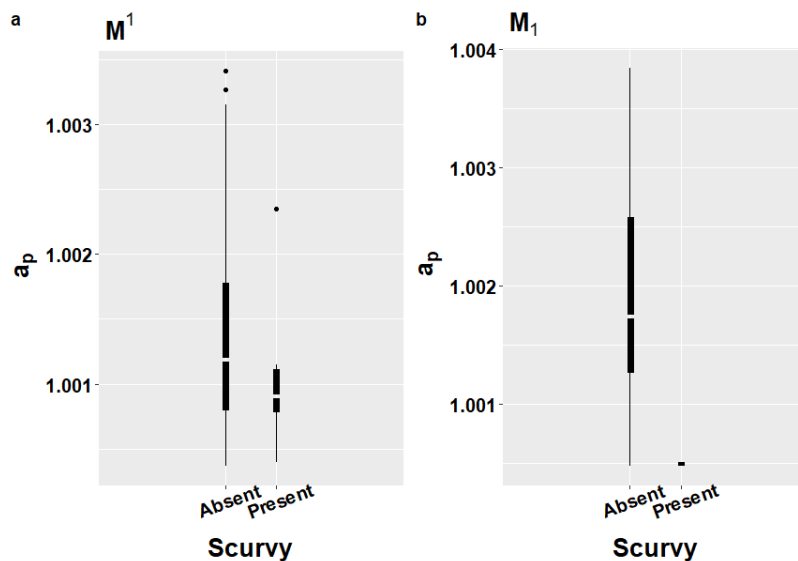 a
M¹
1.003
1.002
1.001
aₚ
Absent
Present
Scurvy
b
M₁
1.004
1.003
1.002
1.001
aₚ
Absent
Present
Scurvy